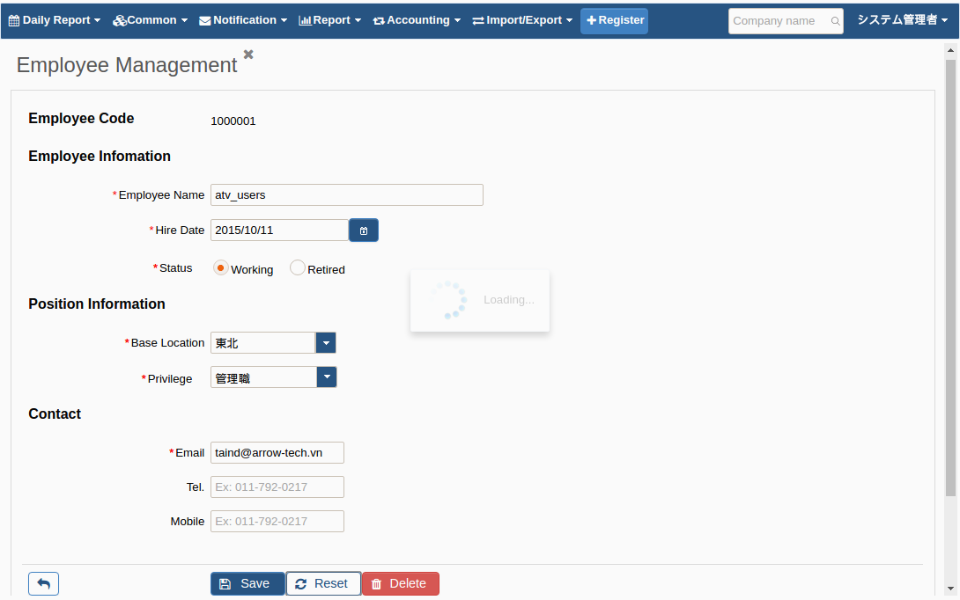 Daily Report Common Notification Report Accounting Import/Export Register Company name システム管理者
Employee Management
Employee Code 1000001
Employee Infomation
*Employee Name atv_users
*Hire Date 2015/10/11
*Status Working Retired
Loading...
Position Information
*Base Location 東北
*Privilege 管理職
Contact
*Email taind@arrow-tech.vn
Tel. Ex: 011-792-0217
Mobile Ex: 011-792-0217
Save Reset Delete